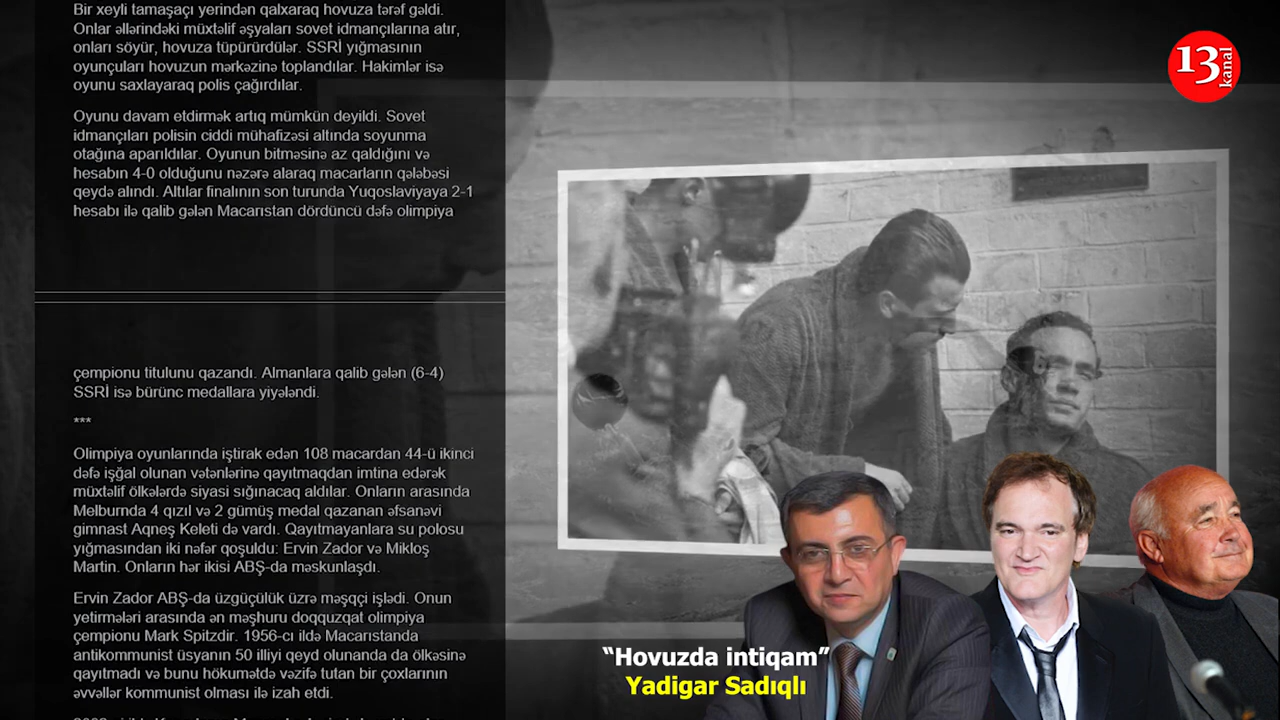 Bir xeyli tamaşaçı yerindən qalxaraq hovuza tərəf gəldi.
Onlar əllərindəki müxtəlif əşyaları sovet idmançılarına atır,
onları söyür, hovuza tüpürürdülər. SSRİ yığmasının
oyunçuları hovuzun mərkəzinə toplandılar. Hakimlər isə
oyunu saxlayaraq polis çağırdılar.
Oyunu davam etdirmək artıq mümkün deyildi. Sovet
idmançıları polisin ciddi mühafizəsi altında soyunma
otağına aparıldılar. Oyunun bitməsinə az qaldığını və
hesabın 4-0 olduğunu nəzərə alaraq macarların qələbəsi
qeydə alındı. Altılar finalının son turunda Yuqoslaviyaya 2-1
hesabı ilə qalib gələn Macarıstan dördüncü dəfə olimpiya
çempionu titulunu qazandı. Almanlara qalib gələn (6-4)
SSRİ isə bürünc medallara yiyələndi.
***
Olimpiya oyunlarında iştirak edən 108 macardan 44-ü ikinci
dəfə işğal olunan vətənlərinə qayıtmaqdan imtina edərək
müxtəlif ölkələrdə siyasi sığınacaq aldılar. Onların arasında
Melburnda 4 qızıl və 2 gümüş medal qazanan əfsanəvi
gimnast Aqneş Keleti də vardı. Qayıtmayanlara su polosu
yığmasından iki nəfər qoşuldu: Ervin Zador və Mikloş
Martin. Onların hər ikisi ABŞ-da məskunlaşdı.
Ervin Zador ABŞ-da üzgüçülük üzrə məşqçi işlədi. Onun
yetirmələri arasında ən məşhuru doqquzqat olimpiya
çempionu Mark Spitzdir. 1956-cı ildə Macarıstanda
antikommunist üsyanın 50 illiyi qeyd olunanda da ölkəsinə
qayıtmadı və bunu hökumətdə vəzifə tutan bir çoxlarının
əvvəllər kommunist olması ilə izah etdi.
13 kanal
“Hovuzda intiqam”
Yadigar Sadıqlı